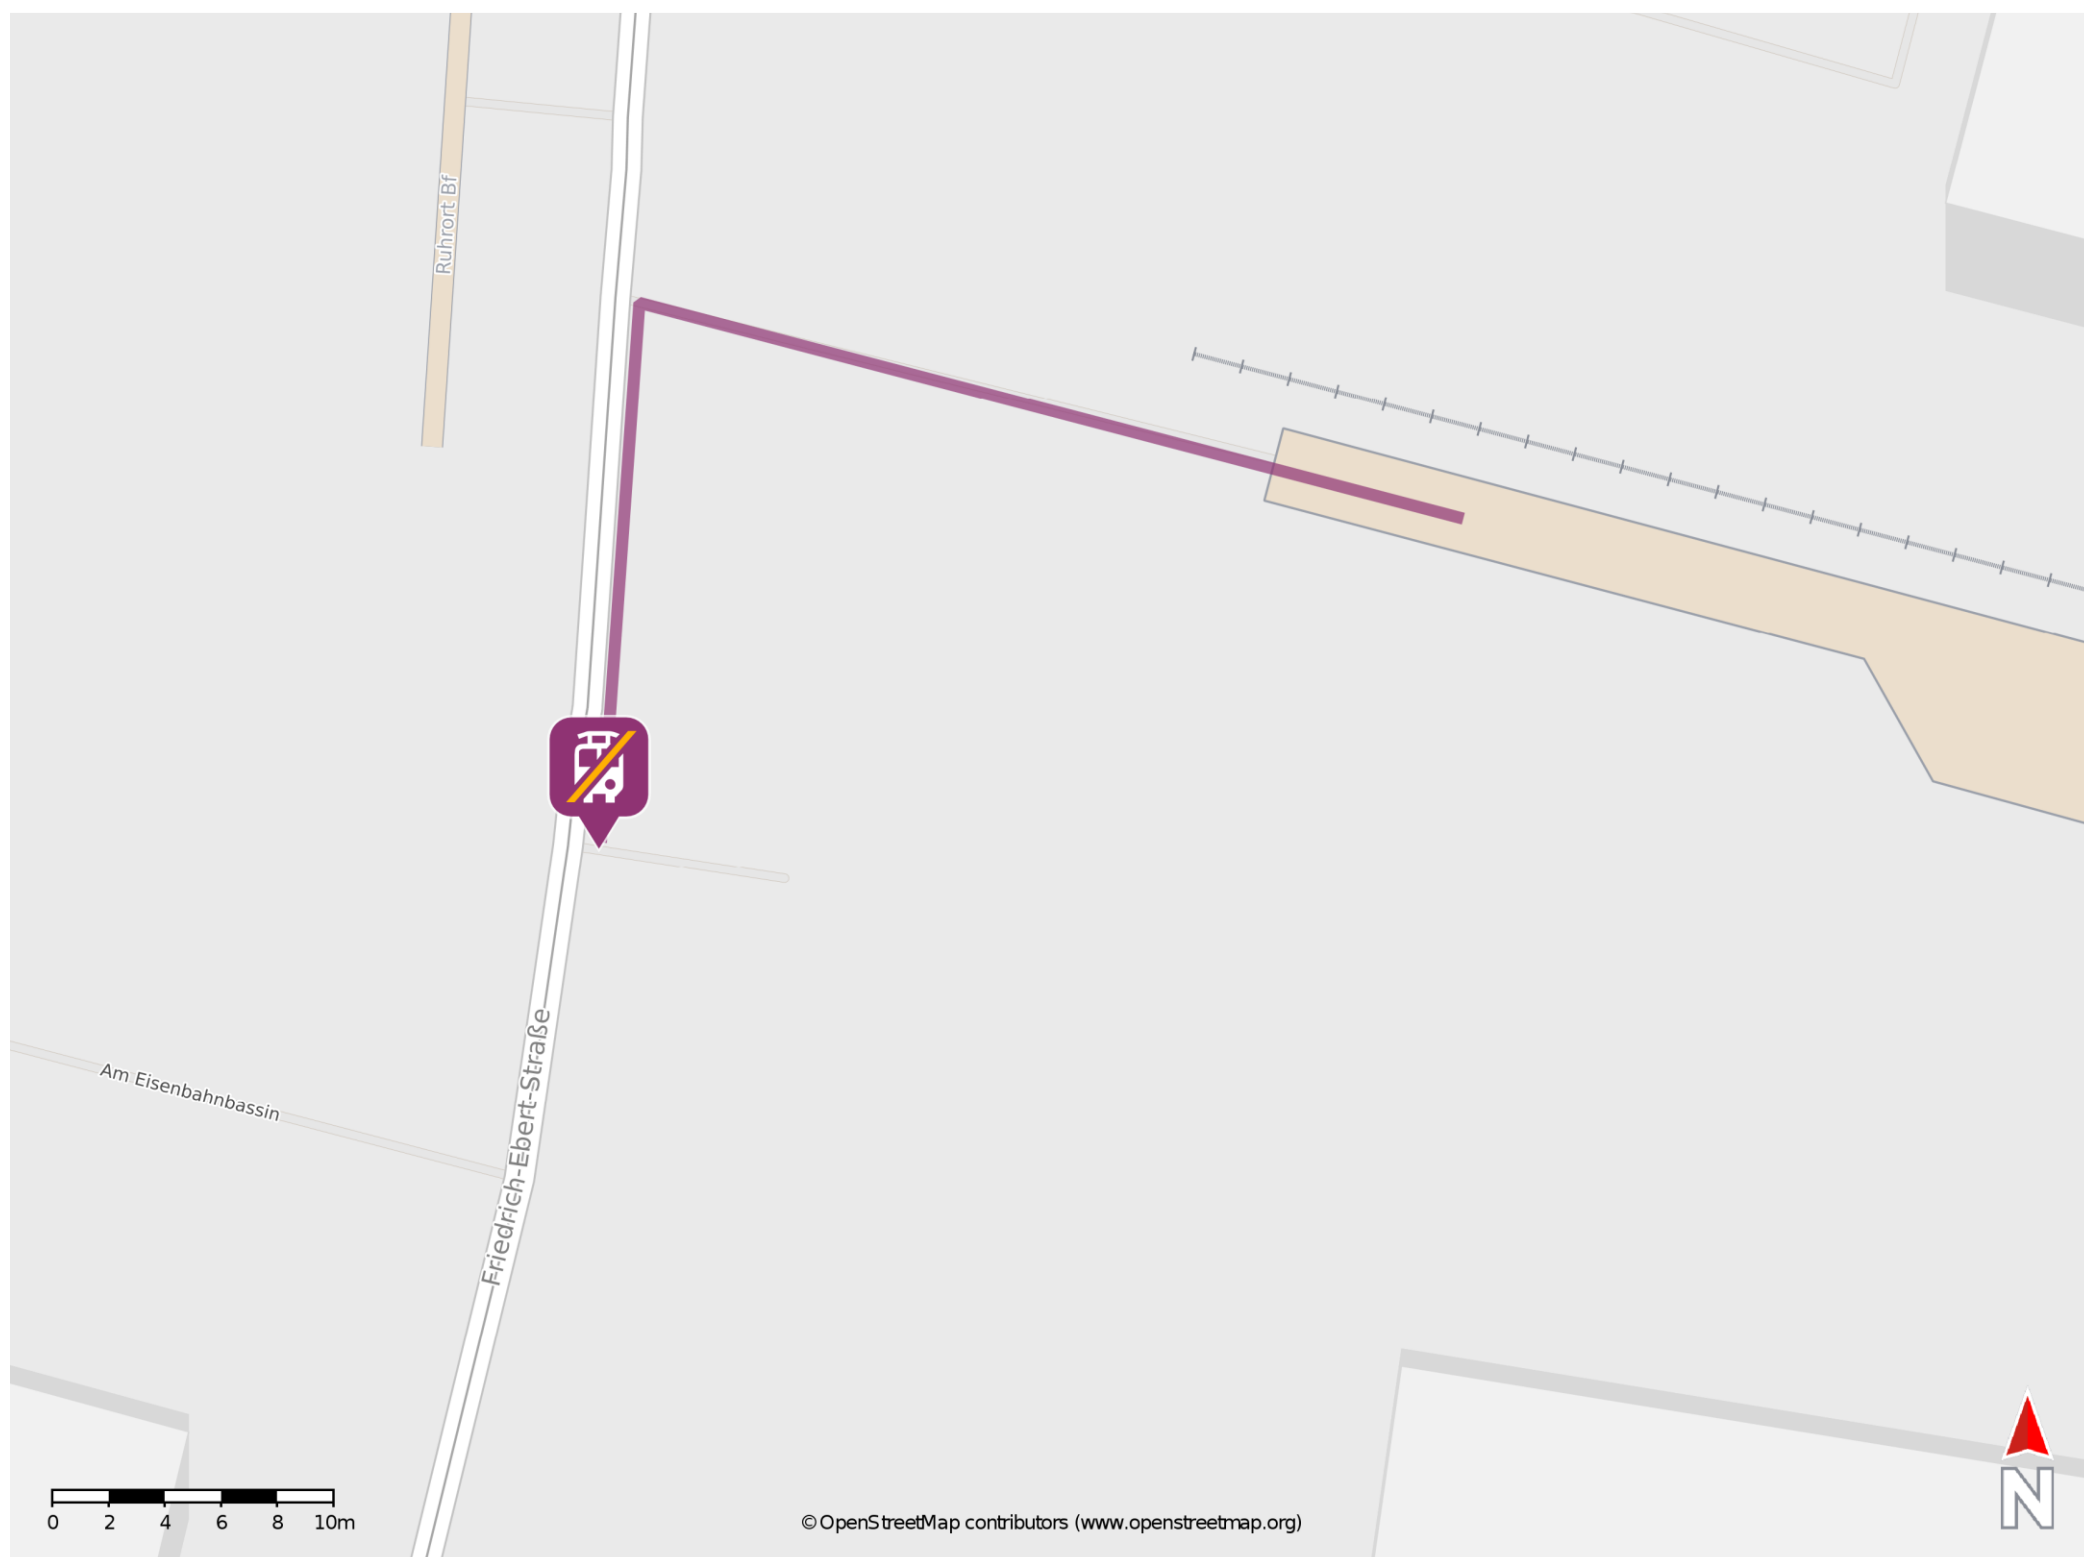 Ruhrort Bf
Am Eisenbahnbassin
Friedrich-Ebert-Straße
0 2 4 6 8 10m
© OpenStreetMap contributors (www.openstreetmap.org)
N